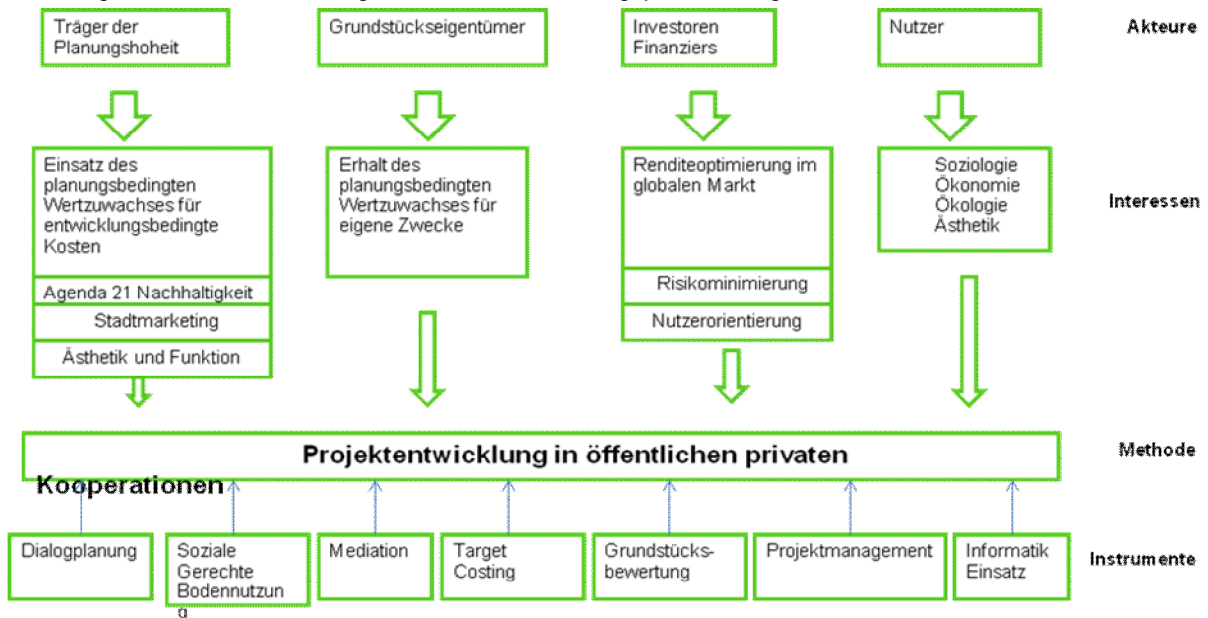 Träger der
Planungshoheit
Grundstückseigentümer
Investoren
Finanziers
Nutzer
Akteure
Einsatz des
planungsbedingten
Wertzuwachses für
entwicklungsbedingte
Kosten
Agenda 21 Nachhaltigkeit
Stadtmarketing
Ästhetik und Funktion
Erhalt des
planungsbedingten
Wertzuwachses für
eigene Zwecke
Renditeoptimierung im
globalen Markt
Risikominimierung
Nutzerorientierung
Soziologie
Ökonomie
Ökologie
Ästhetik
Interessen
Projektentwicklung in öffentlichen privaten
Kooperationen
Methode
Dialogplanung
Soziale
Gerechte
Bodennutzun
g
Mediation
Target
Costing
Grundstücks-
bewertung
Projektmanagement
Informatik
Einsatz
Instrumente